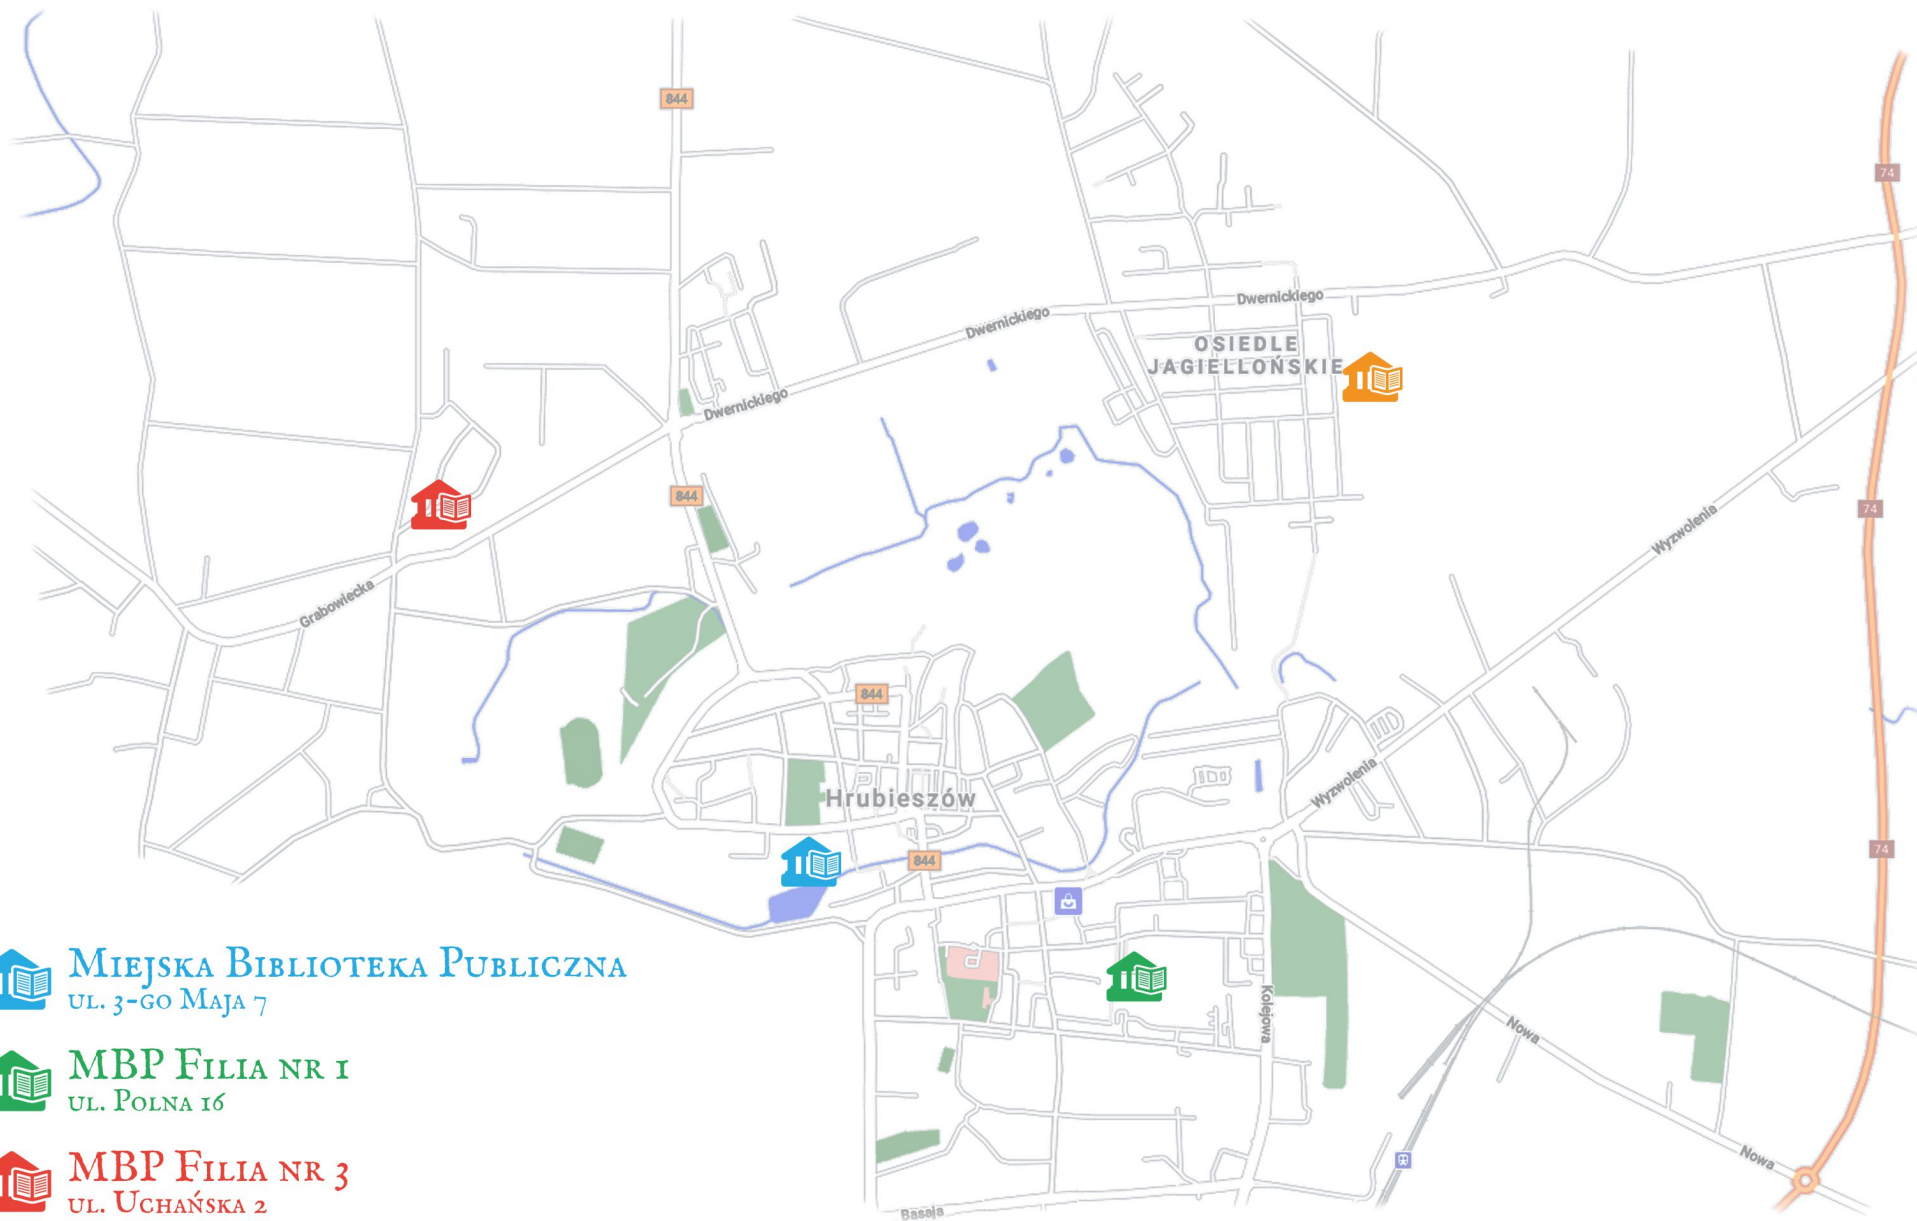 844
74
Dwernickiego
Dwernickiego
OSIEDLE
JAGIELLOŃSKIE
Dwernickiego
844
74
Wyzwolenia
Grabowiecka
844
Wyzwolenia
Hrubieszów
844
74
Miejska Biblioteka Publiczna
ul. 3-go Maja 7
Kolejowa
Nowa
MBP Filia nr 1
ul. Polna 16
Nowa
MBP Filia nr 3
ul. Uchańska 2
Basaja